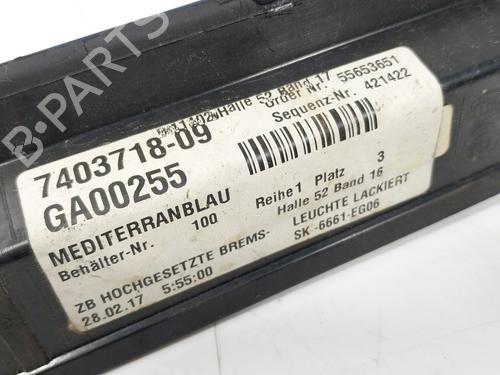 Halle 52 Band 17
Order Nr. 55653651
Sequenz-Nr. 421422
7403718-09
GA00255
MEDITERRANBLAU
Behälter-Nr. 100
Reihe1 Platz 3
Halle 52 Band 16
LEUCHTE LACKIERT
ZB HOCHGESETZTE BREMS-
SK -6661-EG06
28.02.17 5:55:00
B-PARTS